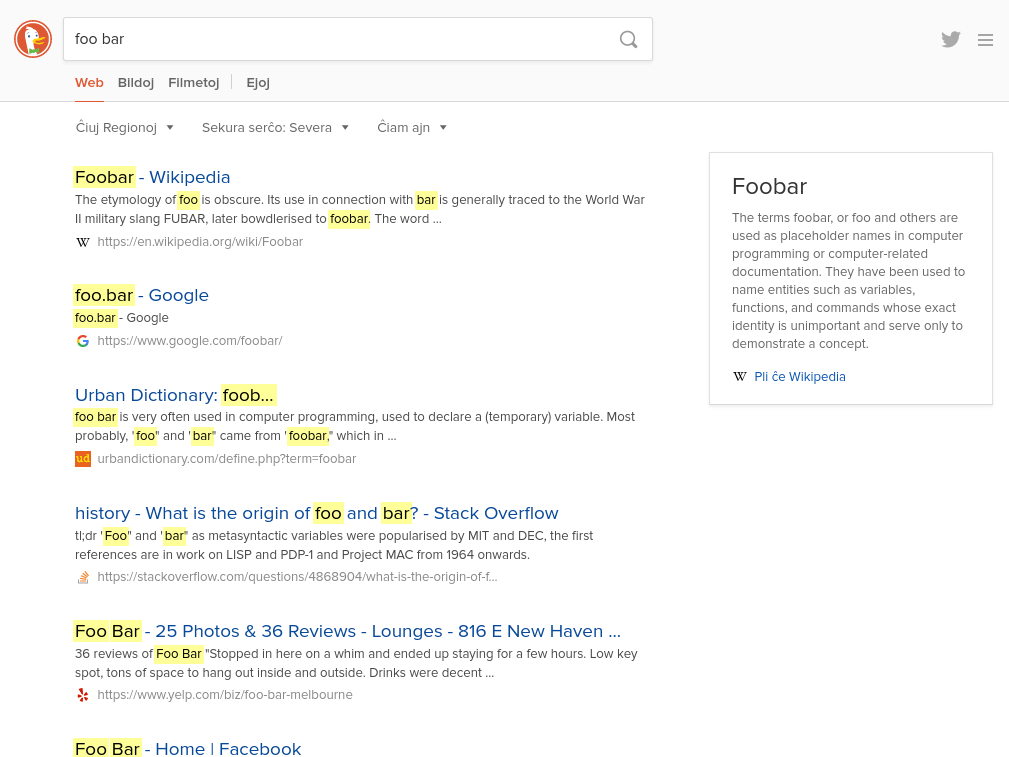 foo bar
Web Bildoj Filmetoj Ejoj
Ĉiuj Regionoj Sekura serĉo: Severa Ĉiam ajn
Foobar - Wikipedia
The etymology of foo is obscure. Its use in connection with bar is generally traced to the World War
II military slang FUBAR, later bowdlerised to foobar. The word ...
W https://en.wikipedia.org/wiki/Foobar
foo.bar - Google
foo.bar - Google
G https://www.google.com/foobar/
Urban Dictionary: foob...
foo bar is very often used in computer programming, used to declare a (temporary) variable. Most
probably, "foo" and "bar" came from "foobar," which in ...
ud urbandictionary.com/define.php?term=foobar
history - What is the origin of foo and bar? - Stack Overflow
tl;dr "Foo" and "bar" as metasyntactic variables were popularised by MIT and DEC, the first
references are in work on LISP and PDP-1 and Project MAC from 1964 onwards.
https://stackoverflow.com/questions/4868904/what-is-the-origin-of-f...
Foo Bar - 25 Photos & 36 Reviews - Lounges - 816 E New Haven ...
36 reviews of Foo Bar "Stopped in here on a whim and ended up staying for a few hours. Low key
spot, tons of space to hang out inside and outside. Drinks were decent ...
https://www.yelp.com/biz/foo-bar-melbourne
Foo Bar - Home | Facebook
Foobar
The terms foobar, or foo and others are
used as placeholder names in computer
programming or computer-related
documentation. They have been used to
name entities such as variables,
functions, and commands whose exact
identity is unimportant and serve only to
demonstrate a concept.
W Pli ĉe Wikipedia